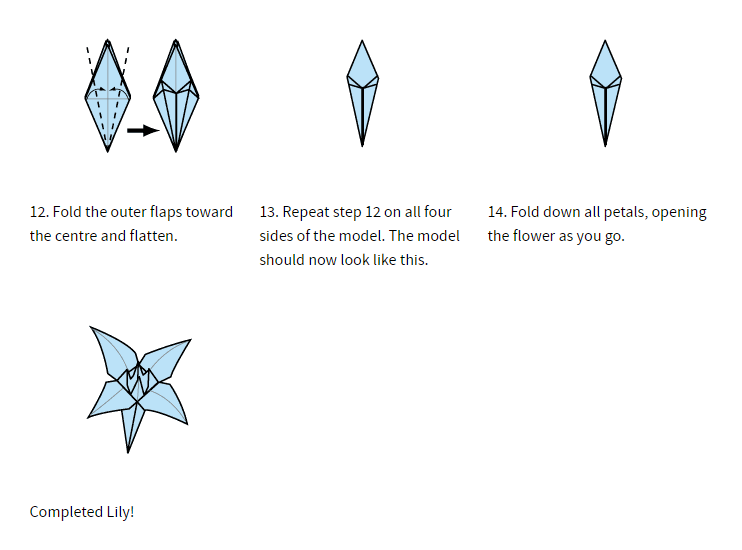 12. Fold the outer flaps toward
the centre and flatten.
13. Repeat step 12 on all four
sides of the model. The model
should now look like this.
14. Fold down all petals, opening
the flower as you go.
Completed Lily!